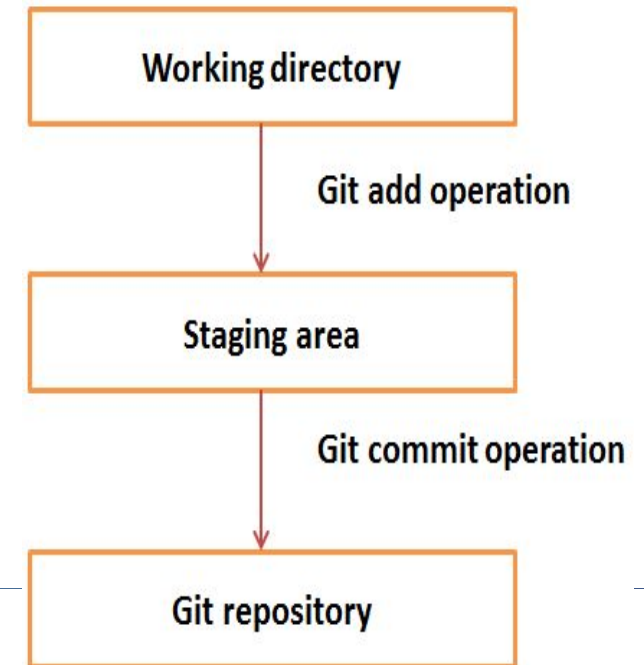 Working directory
Git add operation
Staging area
Git commit operation
Git repository